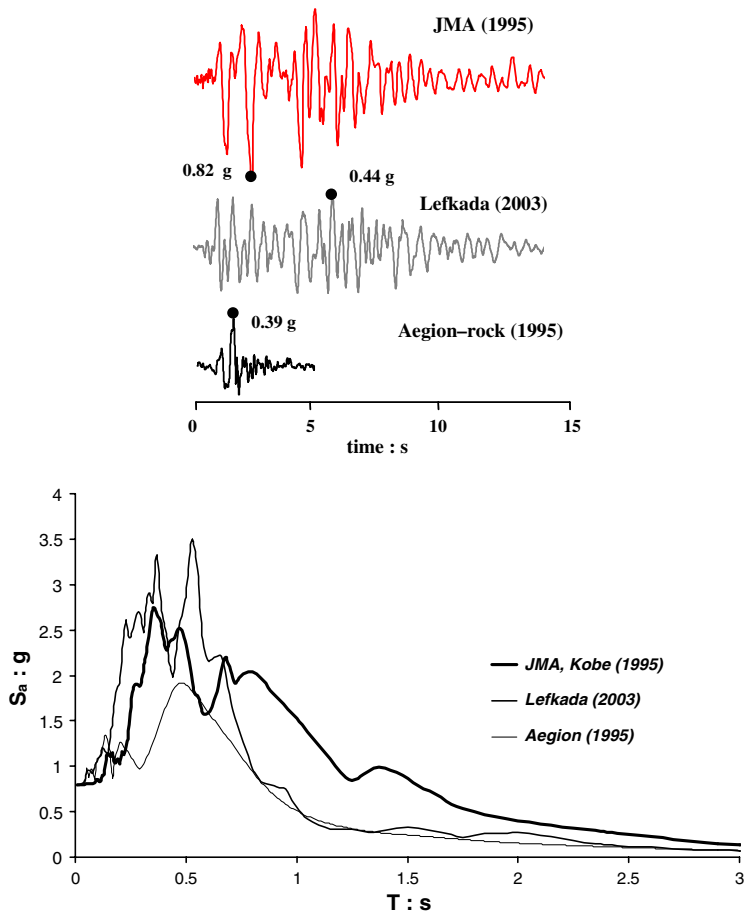 JMA (1995)
0.82 g
0.44 g
Lefkada (2003)
0.39 g
Aegion–rock (1995)
0 5 10 15
time : s
4
3.5
3
2.5
2
1.5
1
0.5
0
Sa : g
JMA, Kobe (1995)
Lefkada (2003)
Aegion (1995)
0 0.5 1 1.5 2 2.5 3
T : s